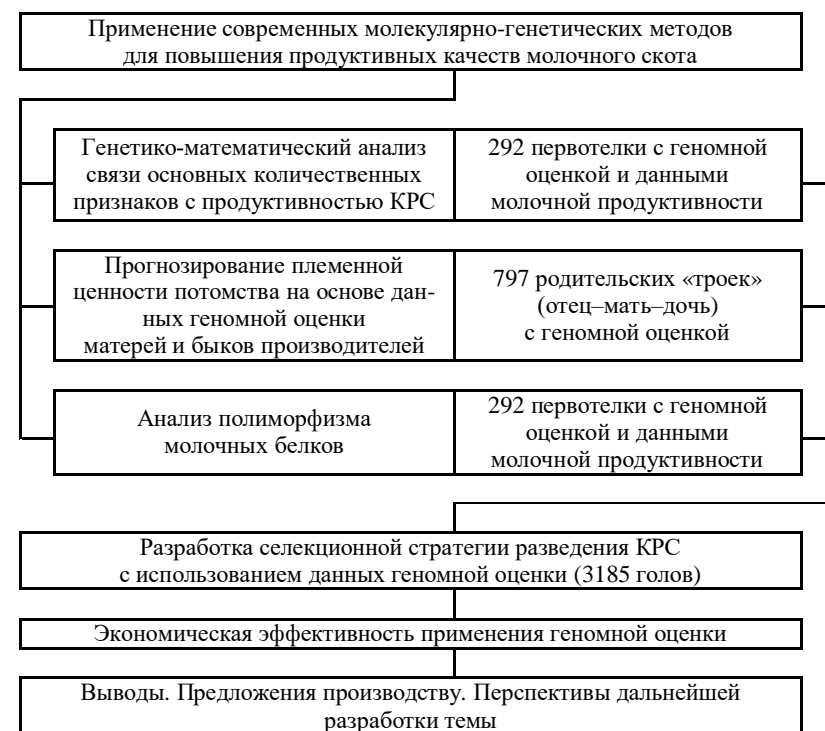 Применение современных молекулярно-генетических методов
для повышения продуктивных качеств молочного скота
Генетико-математический анализ
связи основных количественных
признаков с продуктивностью КРС
292 первотелки с геномной
оценкой и данными
молочной продуктивности
Прогнозирование племенной
ценности потомства на основе дан-
ных геномной оценки
матерей и быков производителей
797 родительских «троек»
(отец–мать–дочь)
с геномной оценкой
Анализ полиморфизма
молочных белков
292 первотелки с геномной
оценкой и данными
молочной продуктивности
Разработка селекционной стратегии разведения КРС
с использованием данных геномной оценки (3185 голов)
Экономическая эффективность применения геномной оценки
Выводы. Предложения производству. Перспективы дальнейшей
разработки темы